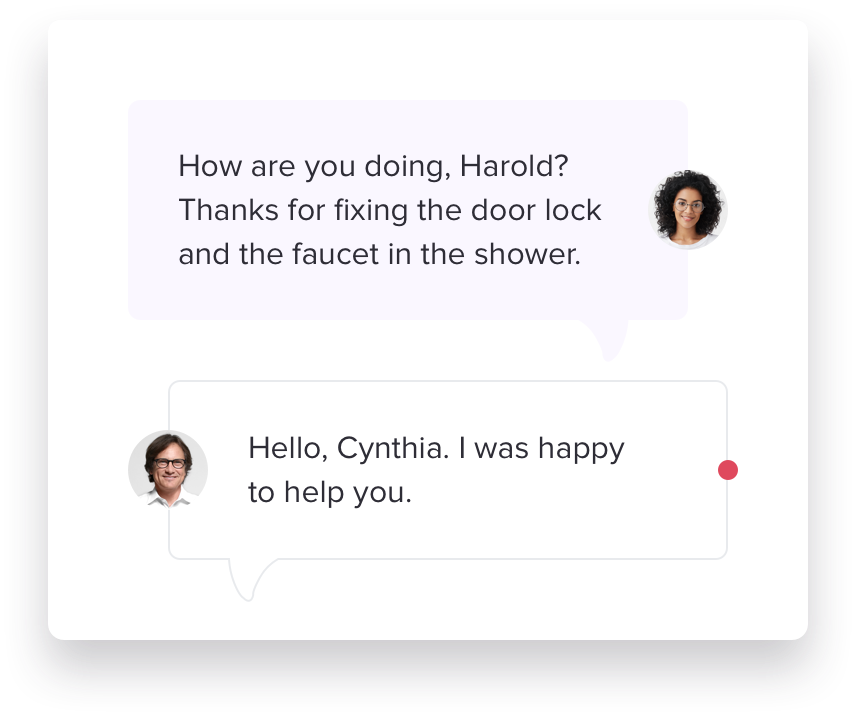 How are you doing, Harold?
Thanks for fixing the door lock
and the faucet in the shower.
Hello, Cynthia. I was happy
to help you.